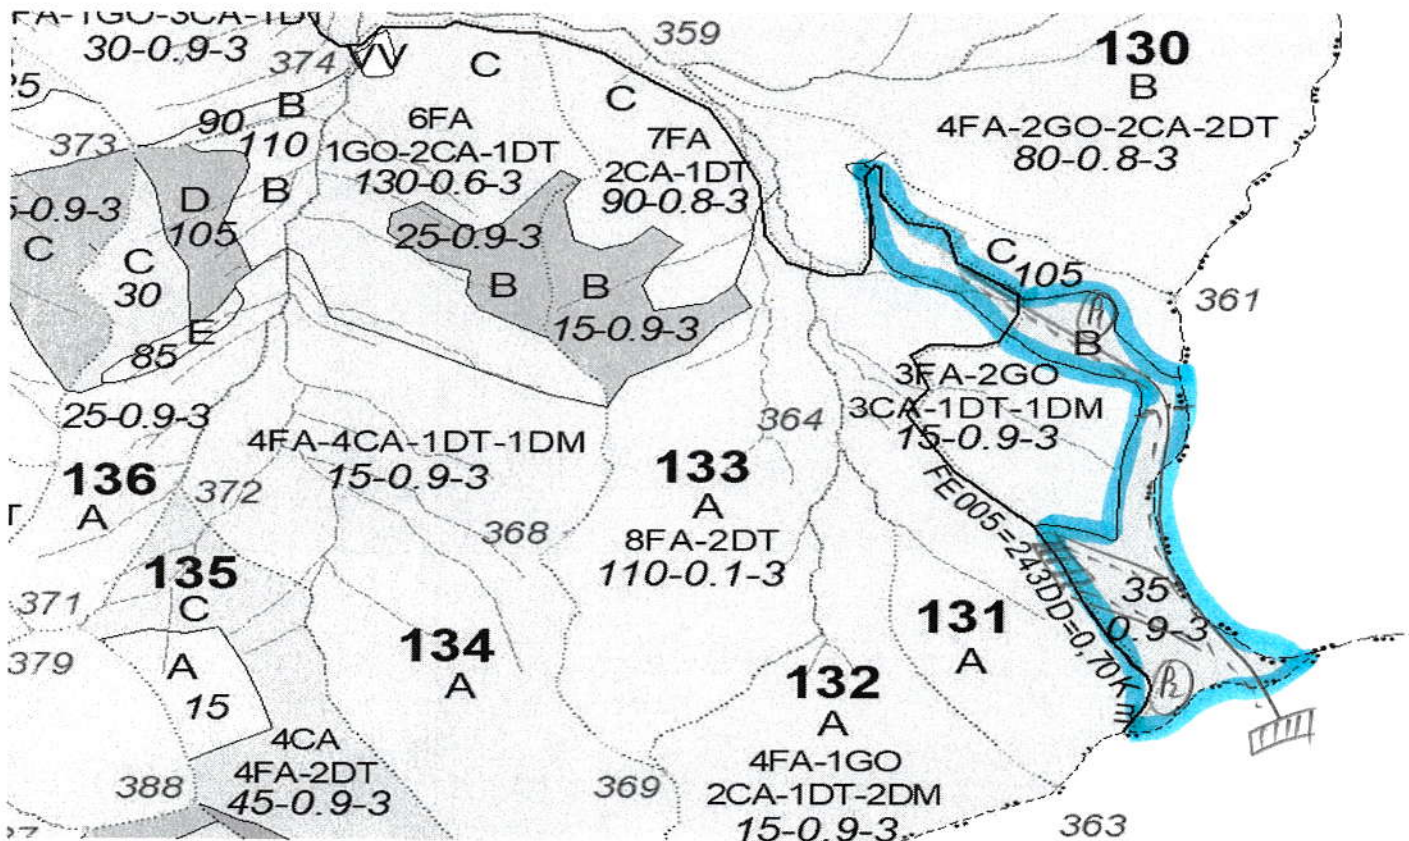 FA-1GO-3CA-1DT
30-0.9-3
374
C
359
130
B
4FA-2GO-2CA-2DT
80-0.8-3
25
373
B
90
110
B
6FA
1GO-2CA-1DT
130-0.6-3
C
7FA
2CA-1DT
90-0.8-3
5-0.9-3
C
D
105
C
30
25-0.9-3
B
B
15-0.9-3
C
105
361
B
E
85
25-0.9-3
3FA-2GO
3CA-1DT-1DM
15-0.9-3
364
136
A
372
4FA-4CA-1DT-1DM
15-0.9-3
133
A
8FA-2DT
110-0.1-3
368
FE005=243DD=0,70Km
T
135
C
371
379
A
15
134
A
131
A
35
0.9-3
P2
132
A
4FA-1GO
2CA-1DT-2DM
15-0.9-3
4CA
4FA-2DT
45-0.9-3
388
369
363